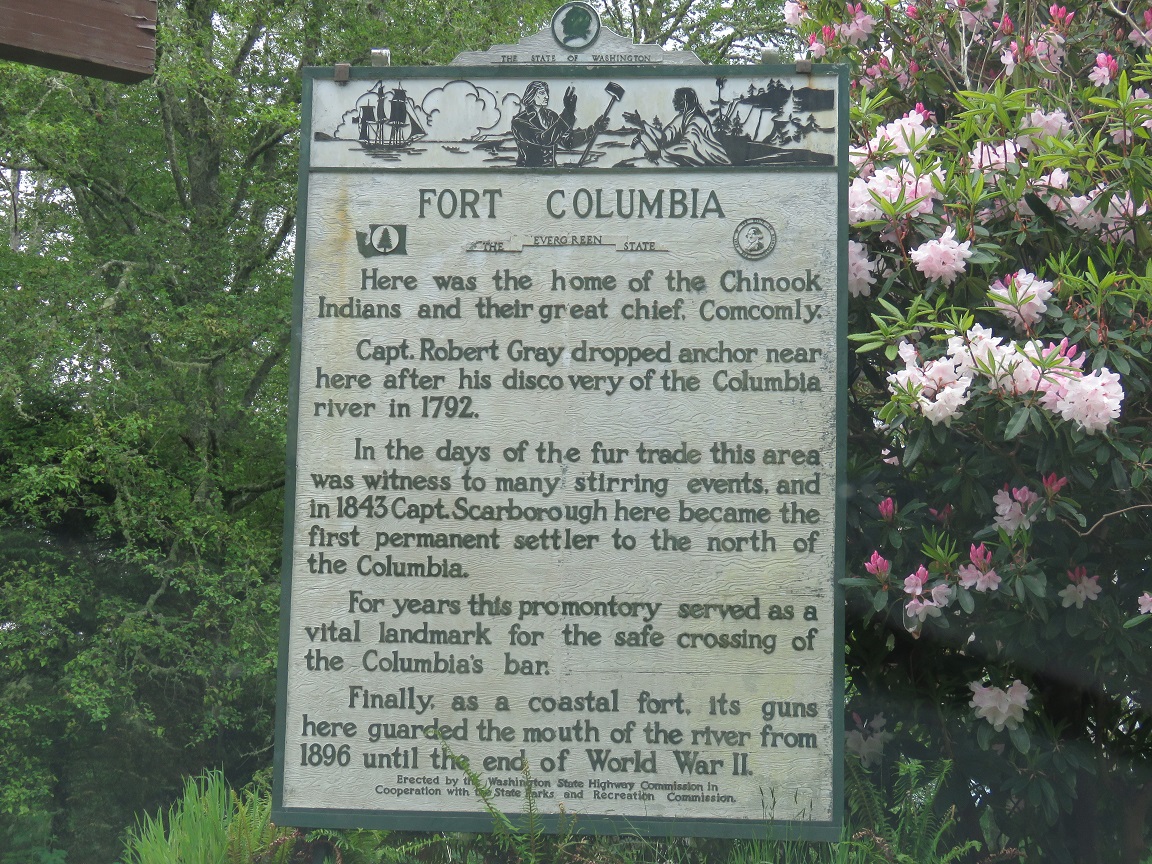 THE STATE OF WASHINGTON
FORT COLUMBIA
THE EVERGREEN STATE
Here was the home of the Chinook
Indians and their great chief, Comcomly.
Capt. Robert Gray dropped anchor near
here after his discovery of the Columbia
river in 1792.
In the days of the fur trade this area
was witness to many stirring events, and
in 1843 Capt. Scarborough here became the
first permanent settler to the north of
the Columbia.
For years this promontory served as a
vital landmark for the safe crossing of
the Columbia's bar.
Finally, as a coastal fort, its guns
here guarded the mouth of the river from
1896 until the end of World War II.
Erected by the Washington State Highway Commission in
Cooperation with the State Parks and Recreation Commission.